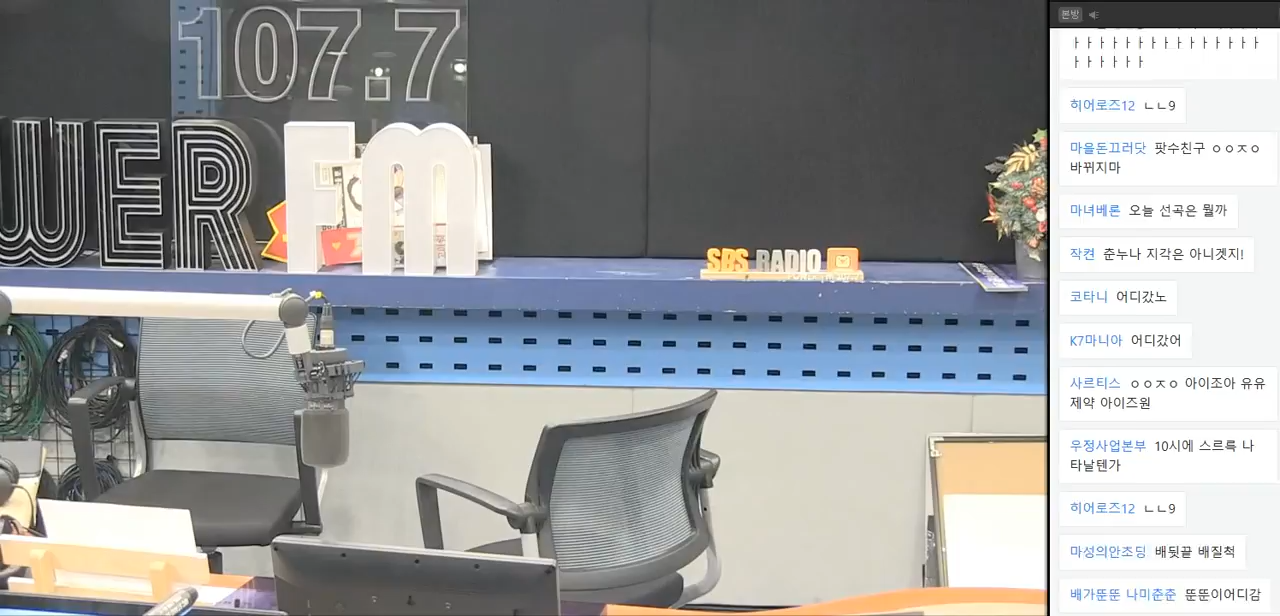 107.7
WER
FM
SBS RADIO
본방
ㅏㅏㅏㅏㅏㅏㅏㅏㅏㅏㅏㅏㅏㅏㅏ
ㅏㅏㅏㅏㅏㅏ
히어로즈12 ㄴㄴ9
마을돈끄러닷 팟수친구 ㅇㅇㅈㅇ
바뀌지마
마녀베론 오늘 선곡은 뭘까
작켠 춘누나 지각은 아니겟지!
코타니 어디갔노
K7마니아 어디갔어
사르티스 ㅇㅇㅈㅇ 아이조아 유유
제약 아이즈원
우정사업본부 10시에 스르륵 나
타날텐가
히어로즈12 ㄴㄴ9
마성의안초딩 배딋끝 배질척
배가뚠뚠 나미춘춘 뚠뚠이어디감